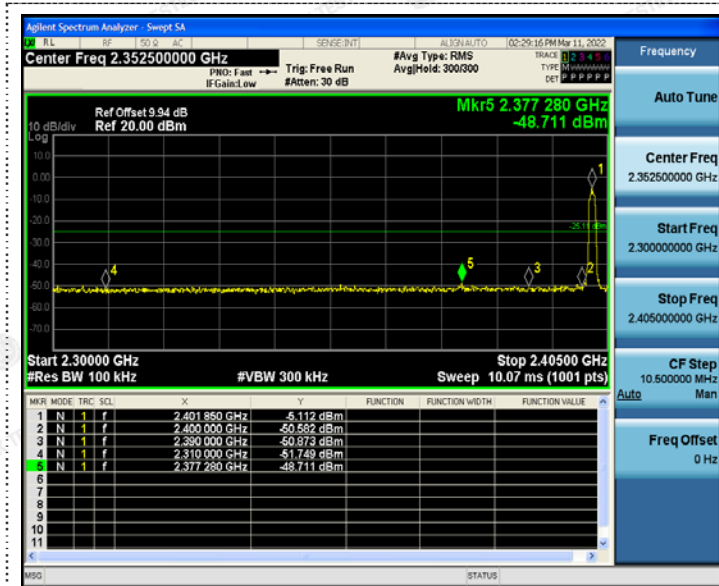 Agilent Spectrum Analyzer - Swept SA
RL RF 50 Ω AC SENSE:INT ALIGN AUTO 02:29:16 PM Mar 11, 2022
Center Freq 2.352500000 GHz
PNO: Fast
IFGain:Low
Trig: Free Run
#Atten: 30 dB
#Avg Type: RMS
Avg|Hold: 300/300
TRACE 1 2 3 4 5 6
TYPE M
DET P P P P P P
Mkr5 2.377 280 GHz
-48.711 dBm
Ref Offset 9.94 dB
10 dB/div Ref 20.00 dBm
Log
10.0
0.00
-10.0
-20.0
-30.0
-40.0
-50.0
-60.0
-70.0
-25.11 dBm
1
2
3
4
5
Start 2.30000 GHz Stop 2.40500 GHz
#Res BW 100 kHz #VBW 300 kHz Sweep 10.07 ms (1001 pts)
MKR MODE TRC SCL X Y FUNCTION FUNCTION WIDTH FUNCTION VALUE
1 N 1 f 2.401 850 GHz -5.112 dBm
2 N 1 f 2.400 000 GHz -50.582 dBm
3 N 1 f 2.390 000 GHz -50.873 dBm
4 N 1 f 2.310 000 GHz -51.749 dBm
5 N 1 f 2.377 280 GHz -48.711 dBm
6
7
8
9
10
11
MSG STATUS
Frequency
Auto Tune
Center Freq
2.352500000 GHz
Start Freq
2.300000000 GHz
Stop Freq
2.405000000 GHz
CF Step
10.500000 MHz
Auto Man
Freq Offset
0 Hz